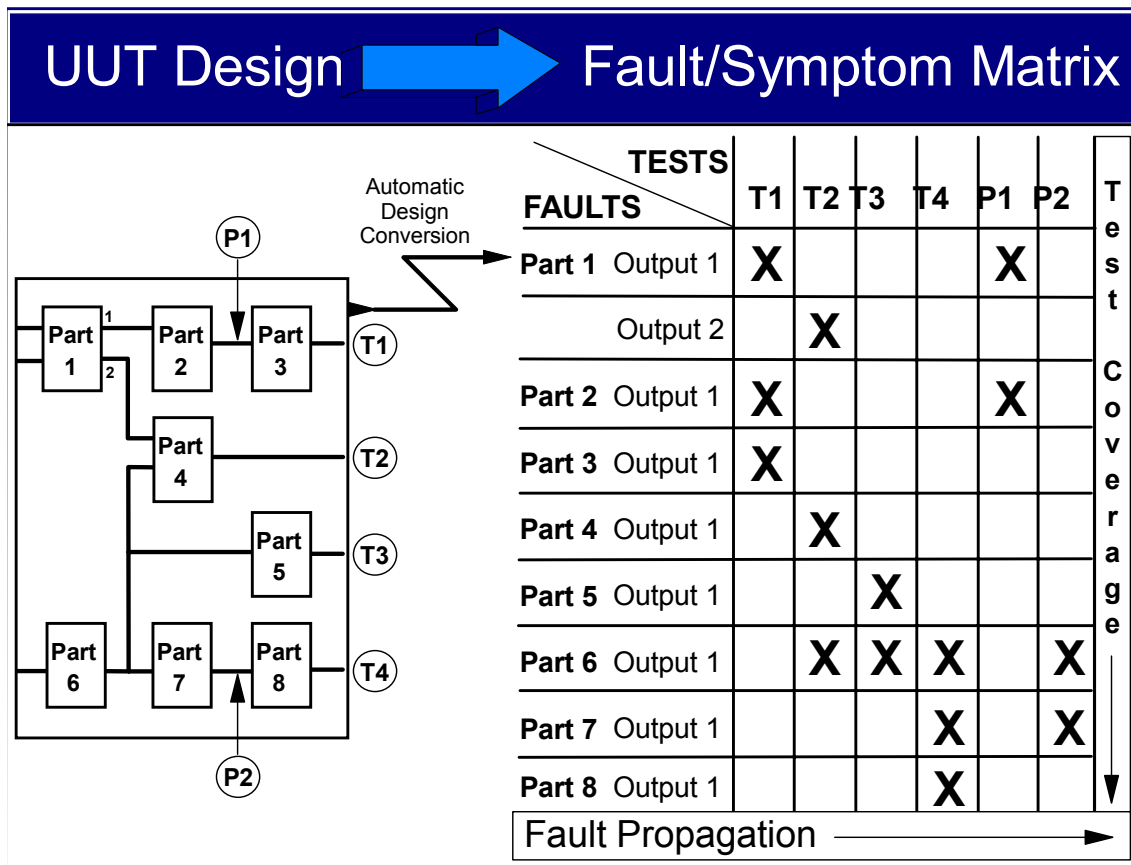 UUT Design Fault/Symptom Matrix
Automatic
Design
Conversion
P1
Part
1
1
2
Part
2
Part
3
T1
Part
4
T2
Part
5
T3
Part
6
Part
7
Part
8
T4
P2
TESTS
FAULTS
T1 T2 T3 T4 P1 P2
Part 1 Output 1 X X
Output 2 X
Part 2 Output 1 X X
Part 3 Output 1 X
Part 4 Output 1 X
Part 5 Output 1 X
Part 6 Output 1 X X X X
Part 7 Output 1 X X
Part 8 Output 1 X
Test Coverage
Fault Propagation